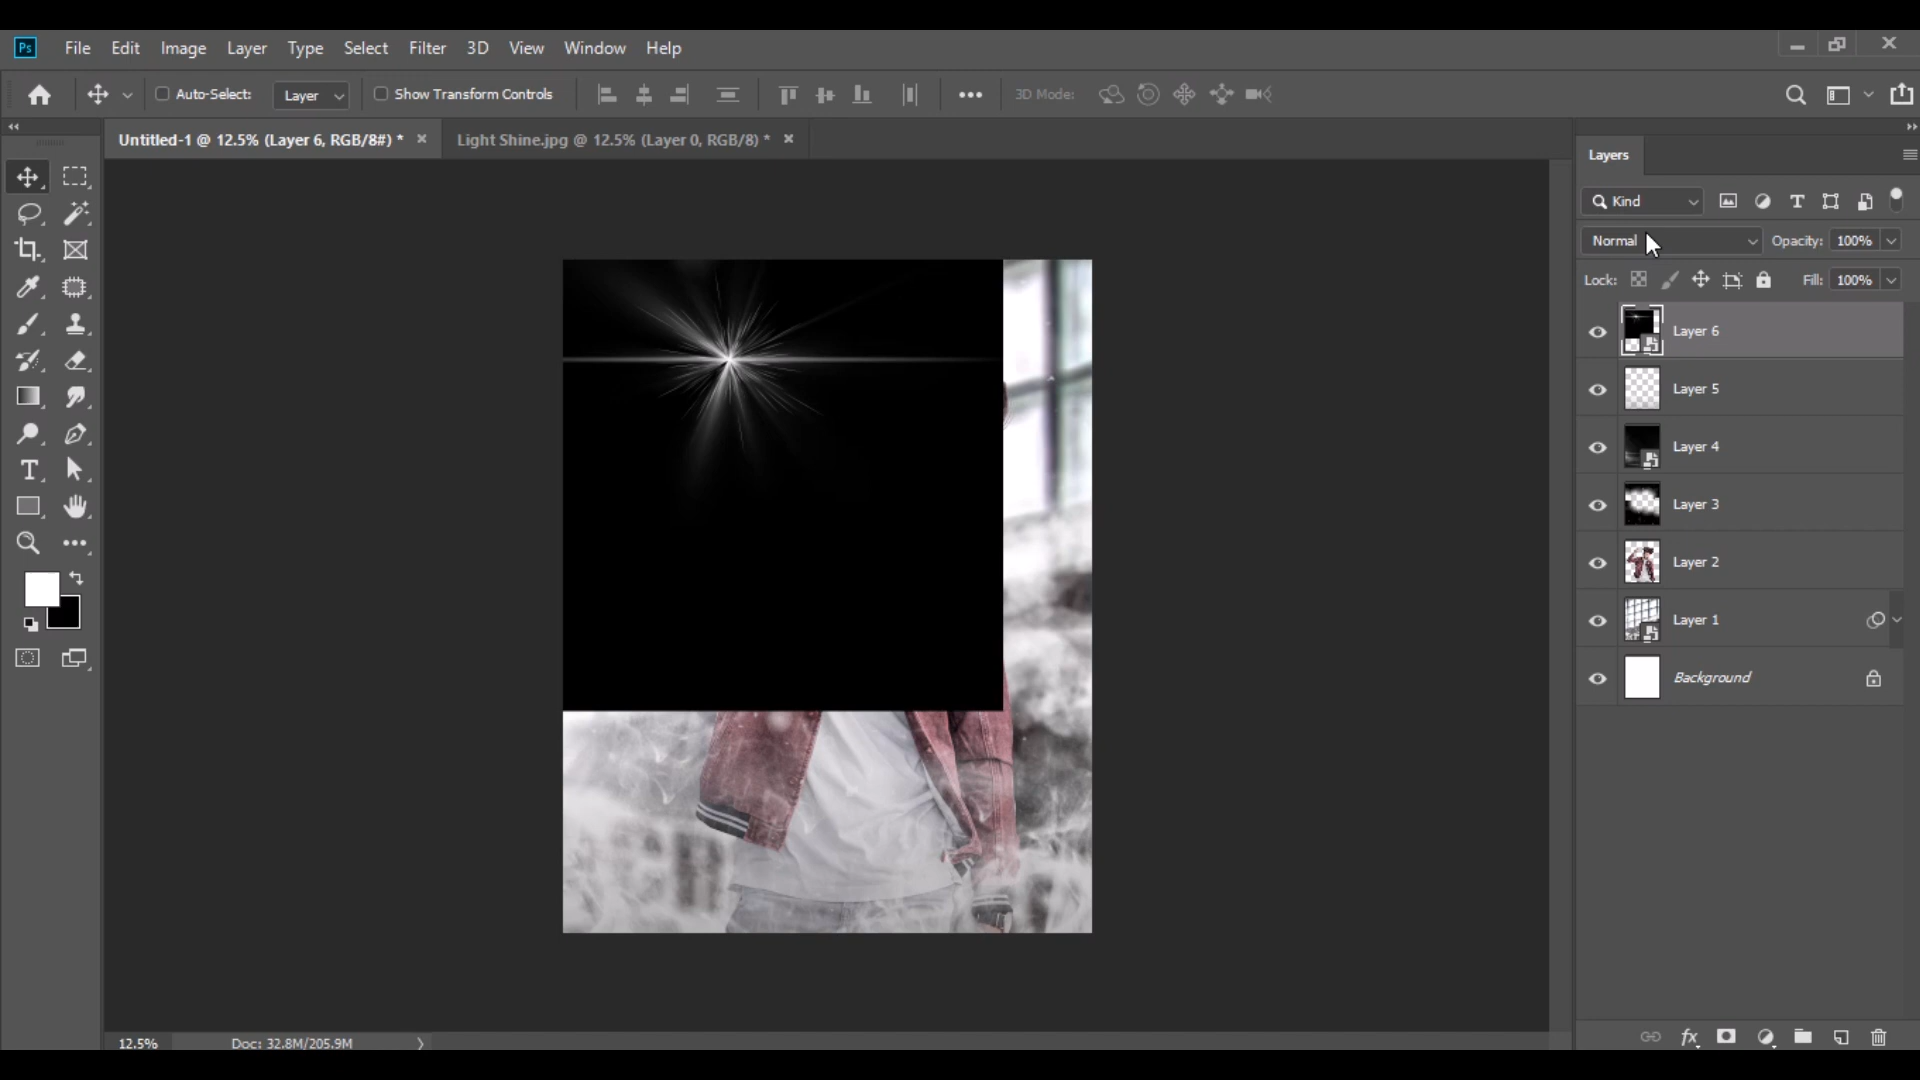 Ps File Edit Image Layer Type Select Filter 3D View Window Help
Auto-Select: Layer Show Transform Controls 3D Mode:
Untitled-1 @ 12.5% (Layer 6, RGB/8#) * Light Shine.jpg @ 12.5% (Layer 0, RGB/8) *
Layers
Kind
Normal Opacity: 100%
Lock: Fill: 100%
Layer 6
Layer 5
Layer 4
Layer 3
Layer 2
Layer 1
Background
12.5% Doc: 32.8M/205.9M